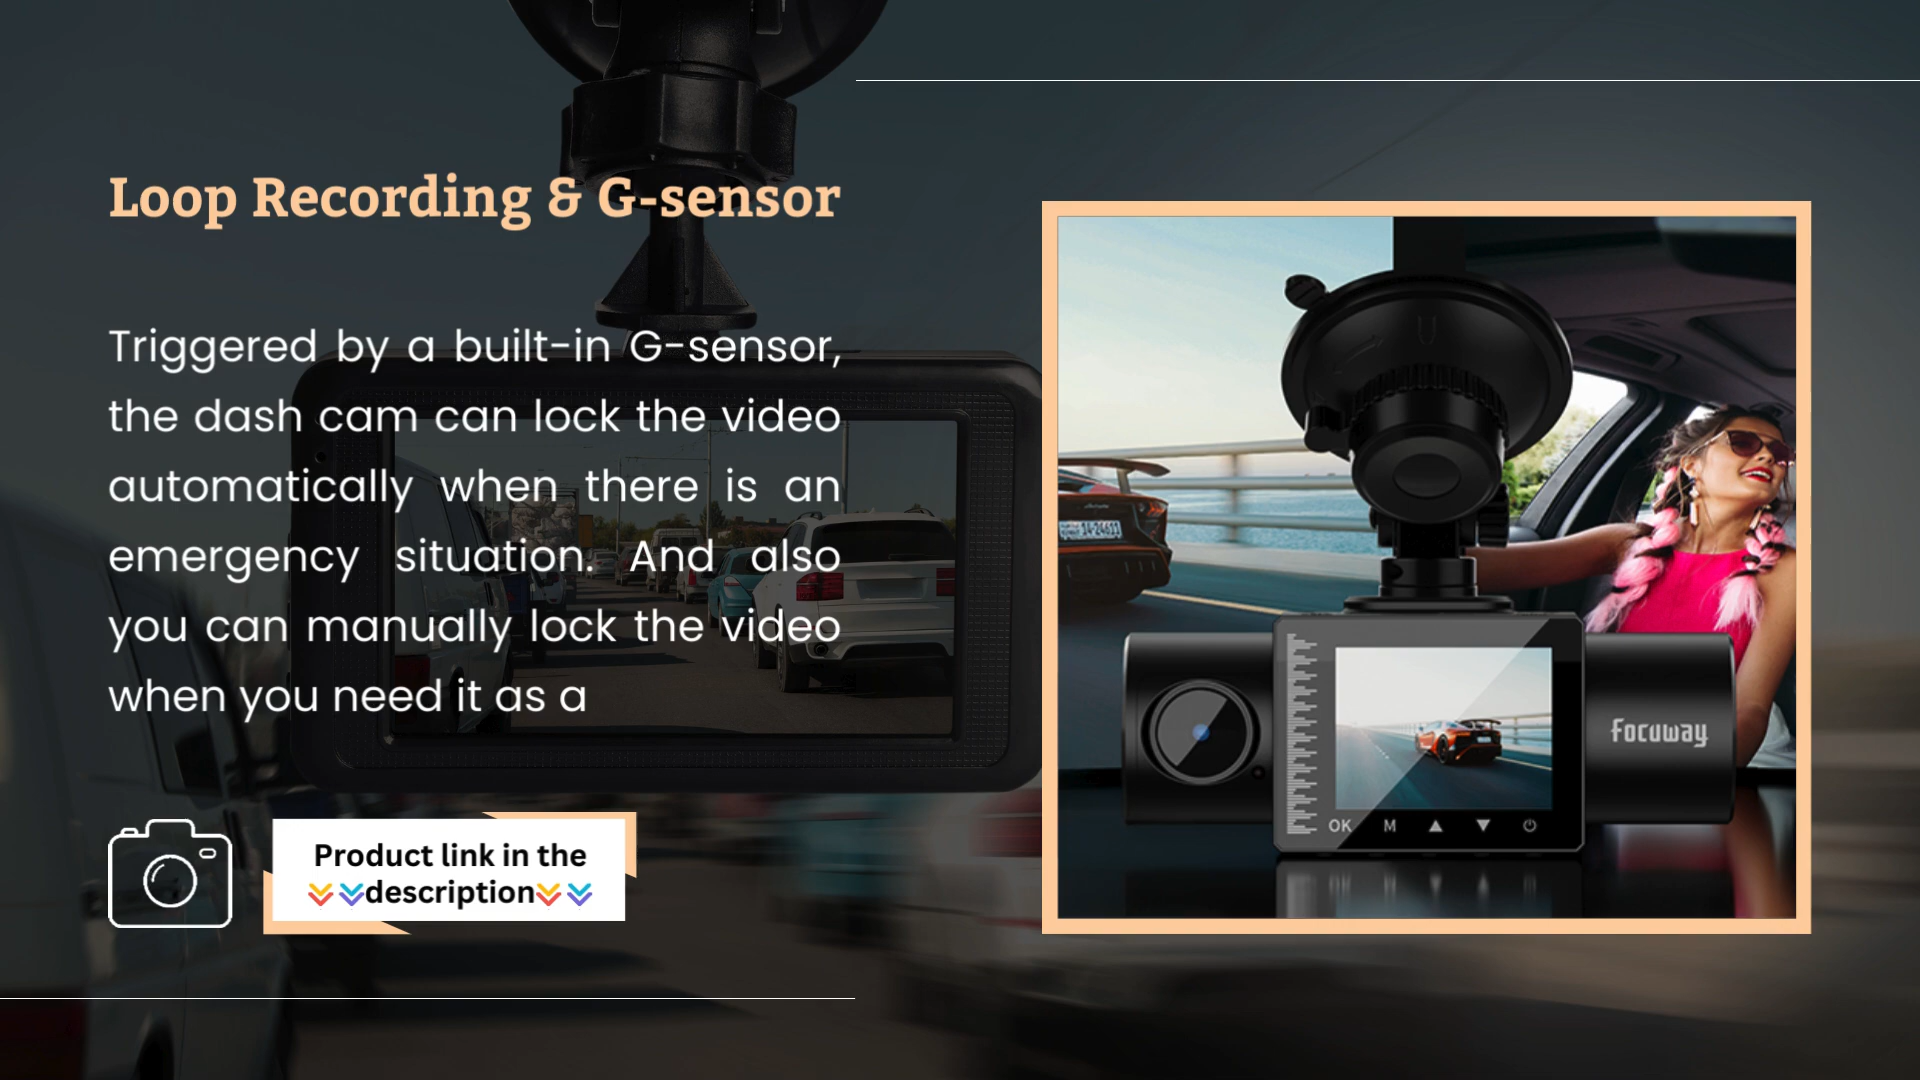 Loop Recording & G-sensor
Triggered by a built-in G-sensor,
the dash cam can lock the video
automatically when there is an
emergency situation. And also
you can manually lock the video
when you need it as a
Product link in the
description
14-24611
OK M
Focuway